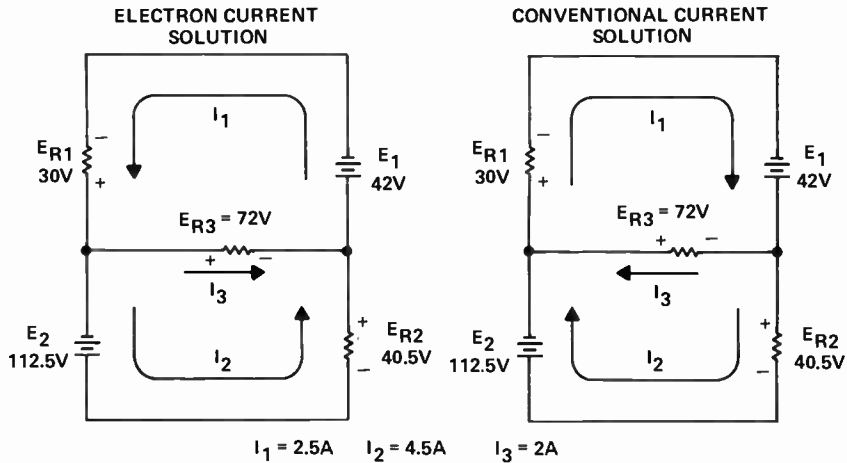 ELECTRON CURRENT
SOLUTION
I1
ER1
30V
−
+
E1
42V
ER3 = 72V
+ −
I3
E2
112.5V
I2
+
−
ER2
40.5V
CONVENTIONAL CURRENT
SOLUTION
I1
ER1
30V
−
+
E1
42V
ER3 = 72V
+ −
I3
E2
112.5V
I2
+
−
ER2
40.5V
I1 = 2.5A I2 = 4.5A I3 = 2A